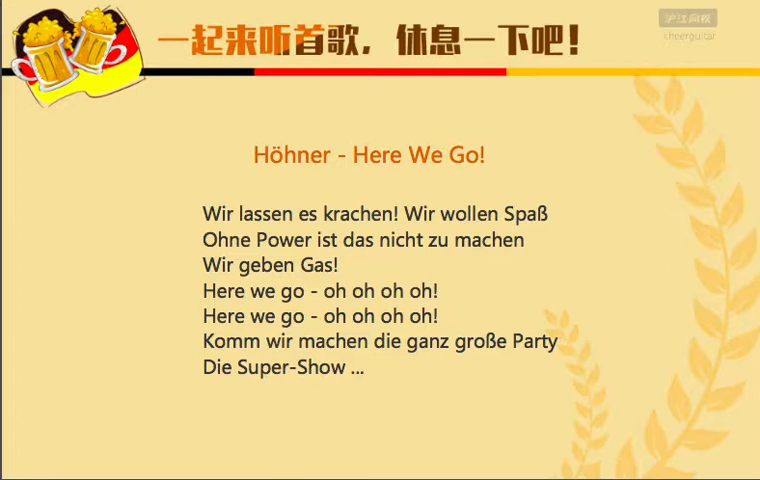 一起来听首歌，休息一下吧！
沪江网校
cheerguitar
Höhner - Here We Go!
Wir lassen es krachen! Wir wollen Spaß
Ohne Power ist das nicht zu machen
Wir geben Gas!
Here we go - oh oh oh oh!
Here we go - oh oh oh oh!
Komm wir machen die ganz große Party
Die Super-Show ...